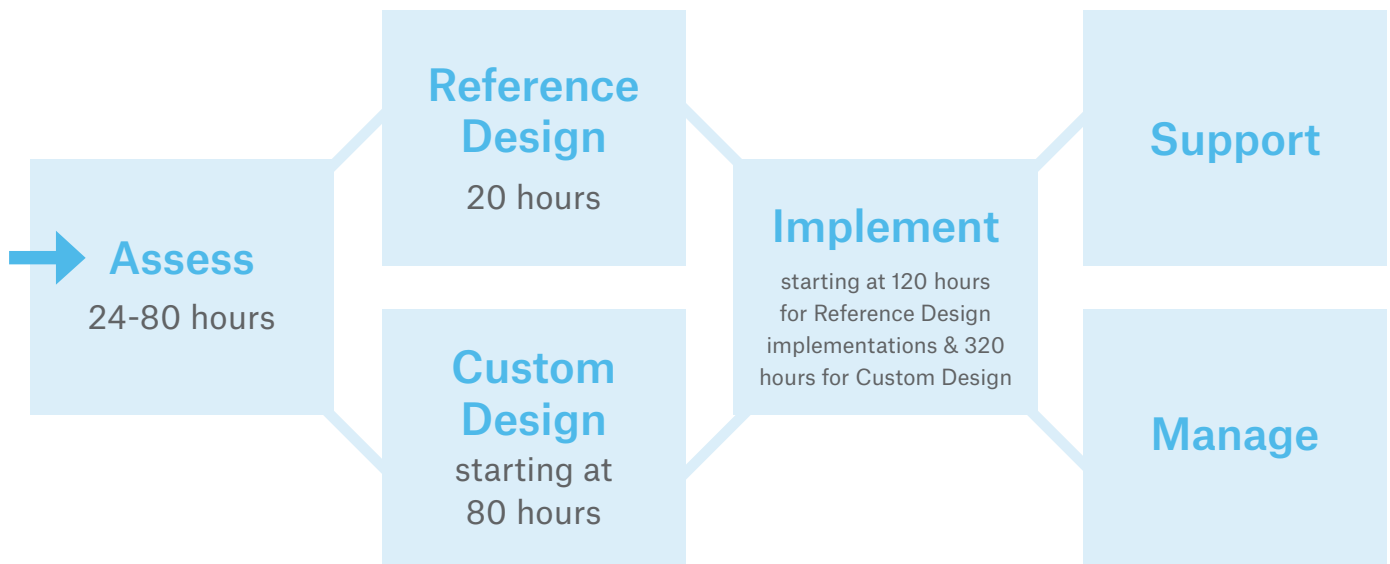 Assess
24-80 hours
Reference
Design
20 hours
Custom
Design
starting at
80 hours
Implement
starting at 120 hours
for Reference Design
implementations & 320
hours for Custom Design
Support
Manage